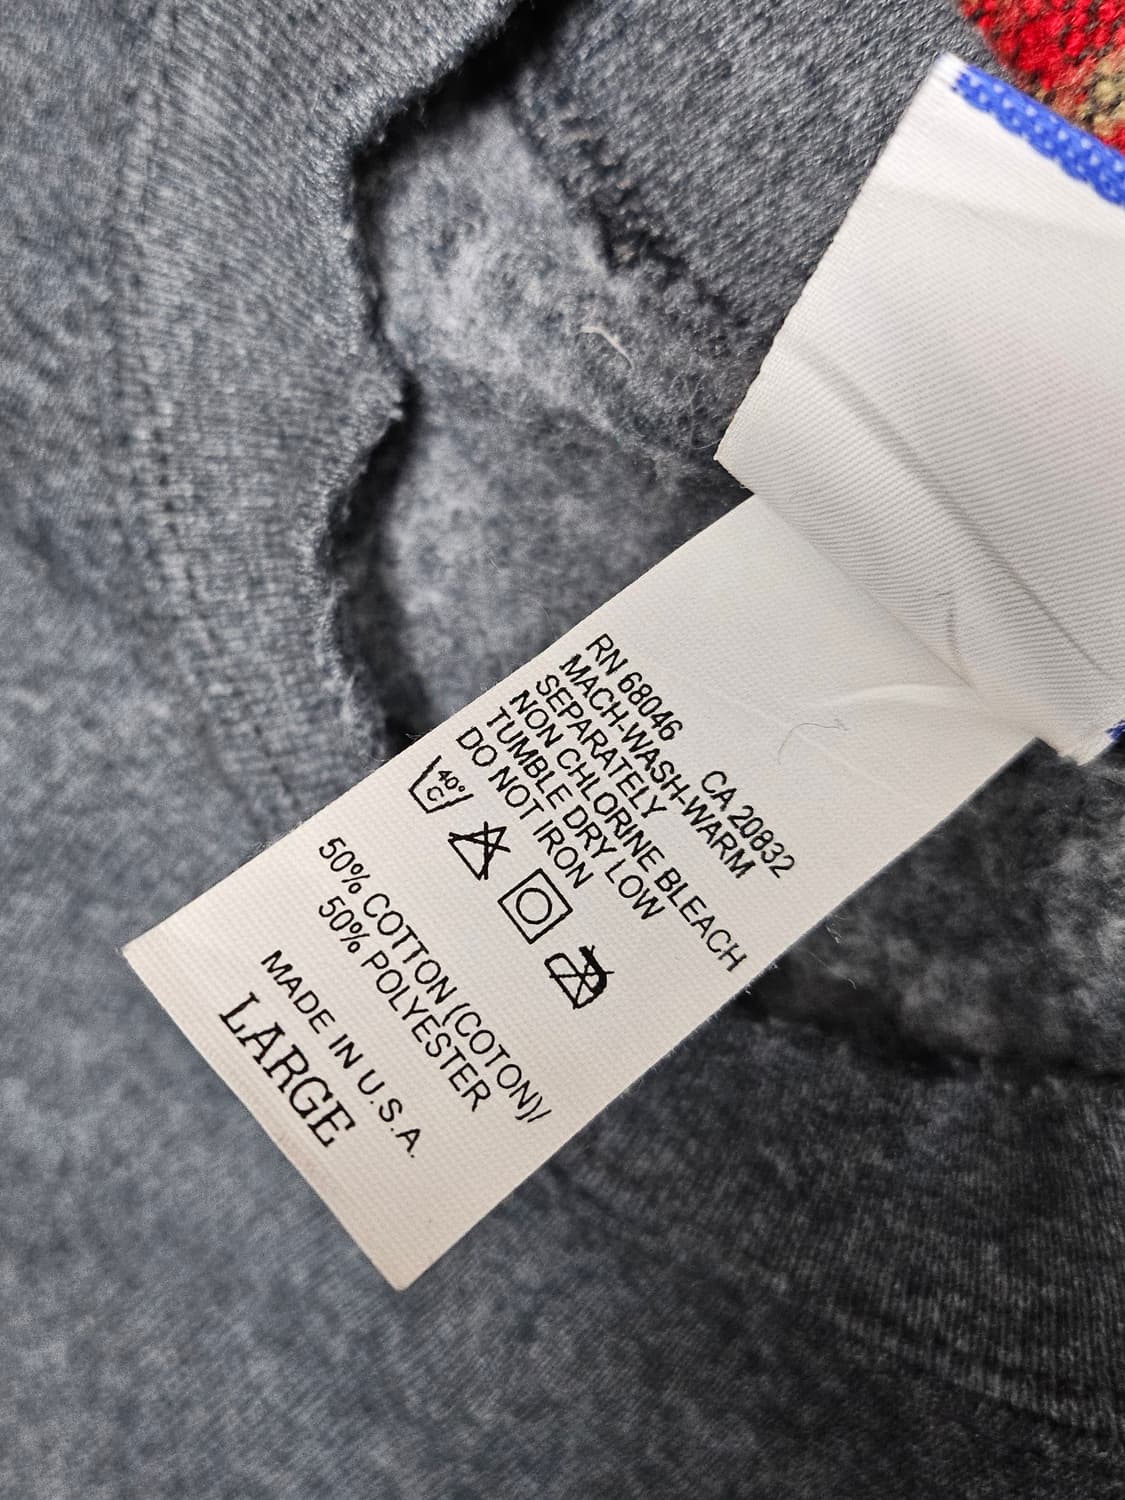 RN 68046 CA 20832
MACH-WASH-WARM
SEPARATELY
NON CHLORINE BLEACH
TUMBLE DRY LOW
DO NOT IRON
40°
C
50% COTTON (COTON)/
50% POLYESTER
MADE IN U.S.A.
LARGE